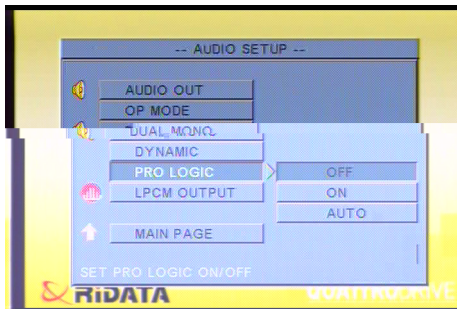 -- AUDIO SETUP --
AUDIO OUT
OP MODE
DUAL MONO
DYNAMIC
PRO LOGIC
OFF
LPCM OUTPUT
ON
AUTO
MAIN PAGE
SET PRO LOGIC ON/OFF
RiDATA